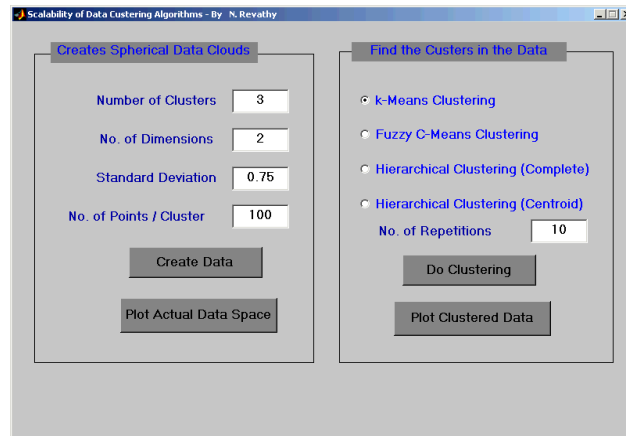 Scalability of Data Custering Algorithms - By N. Revathy
Creates Spherical Data Clouds
Number of Clusters 3
No. of Dimensions 2
Standard Deviation 0.75
No. of Points / Cluster 100
Create Data
Plot Actual Data Space
Find the Custers in the Data
k-Means Clustering
Fuzzy C-Means Clustering
Hierarchical Clustering (Complete)
Hierarchical Clustering (Centroid)
No. of Repetitions 10
Do Clustering
Plot Clustered Data